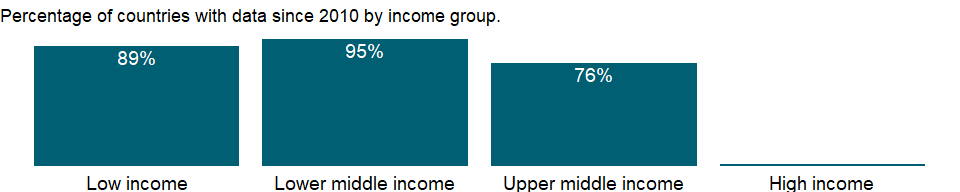 Percentage of countries with data since 2010 by income group.
89%
95%
76%
Low income
Lower middle income
Upper middle income
High income